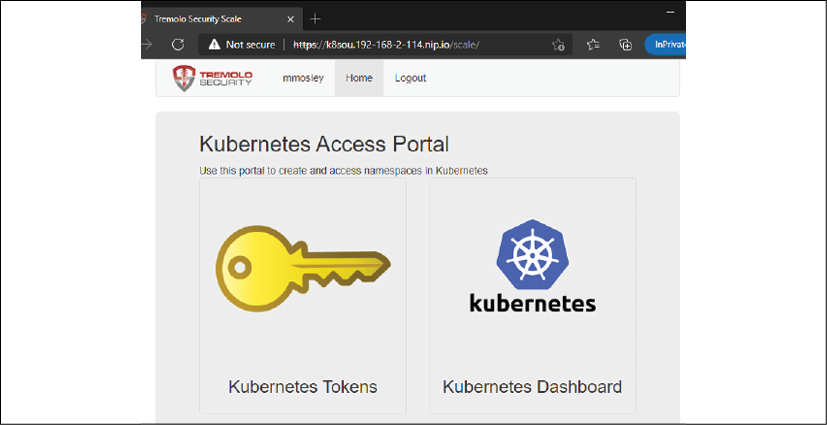 Tremolo Security Scale
Not secure
https://k8sou.192-168-2-114.nip.io/scale/
InPrivat
TREMOLO
SECURITY
mmosley
Home
Logout
Kubernetes Access Portal
Use this portal to create and access namespaces in Kubernetes
kubernetes
Kubernetes Tokens
Kubernetes Dashboard